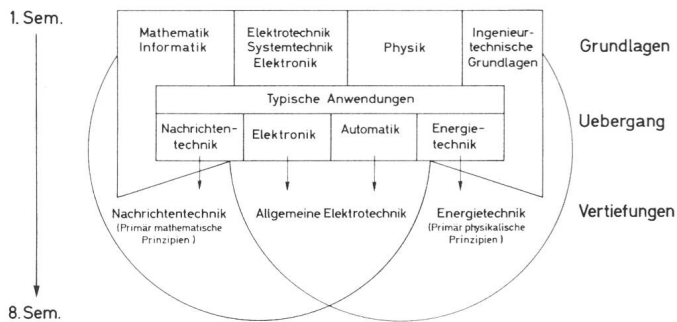 1. Sem.
Mathematik
Informatik
Elektrotechnik
Systemtechnik
Elektronik
Physik
Ingenieur-
technische
Grundlagen
Grundlagen
Typische Anwendungen
Uebergang
Nachrichten-
technik
Elektronik
Automatik
Energie-
technik
Nachrichtentechnik
(Primär mathematische
Prinzipien)
Allgemeine Elektrotechnik
Energietechnik
(Primär physikalische
Prinzipien)
Vertiefungen
8. Sem.